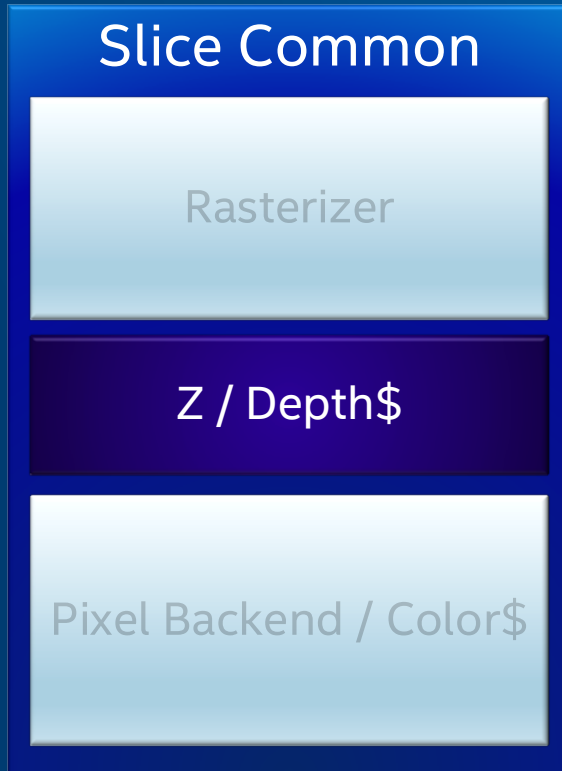 Slice Common
Rasterizer
Z / Depth$
Pixel Backend / Color$